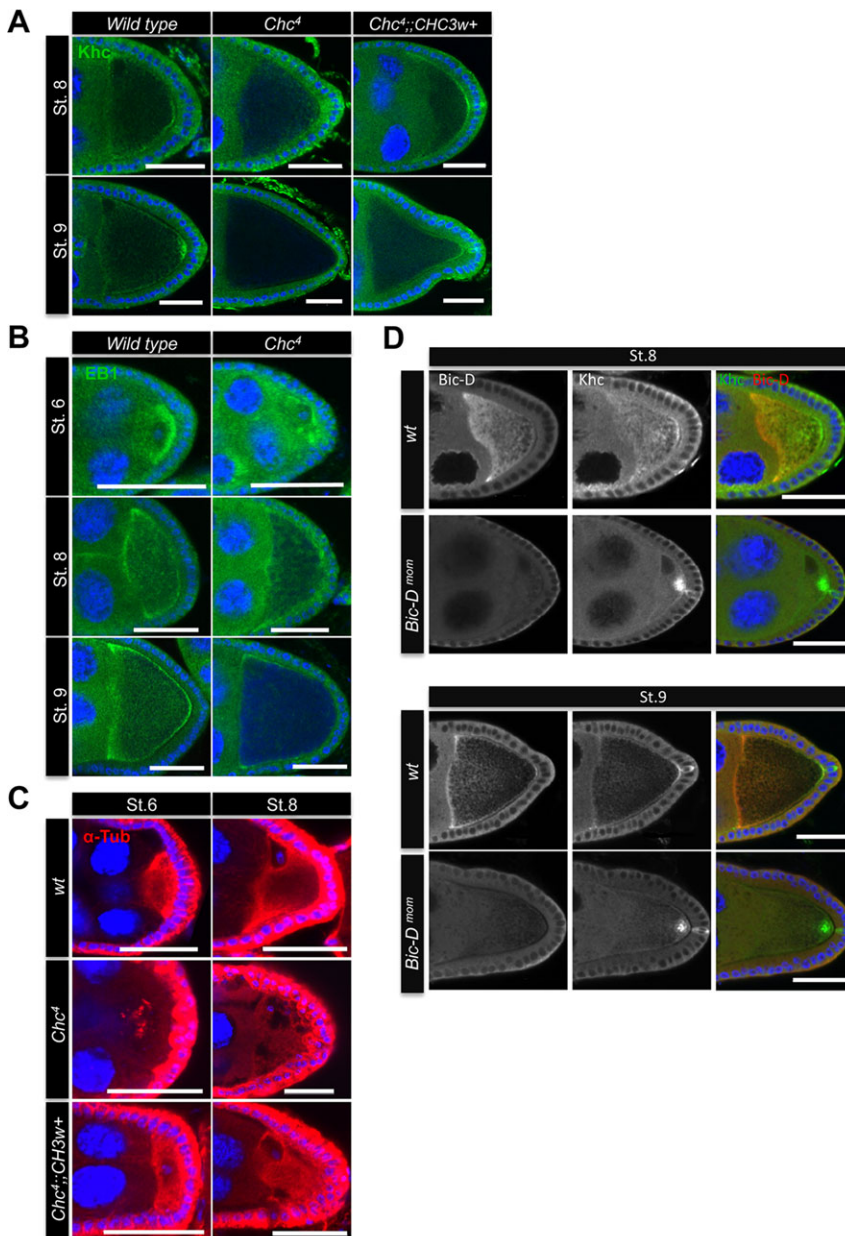 A
Wild type Chc⁴ Chc⁴;;CHC3w+
Khc
St. 8
St. 9
B
Wild type Chc⁴
EB1
St. 6
St. 8
St. 9
C
St.6 St.8
α-Tub
wt
Chc⁴
Chc⁴;;CH3w+
D
St.8
Bic-D Khc Khc Bic-D
wt
Bic-D mom
St.9
wt
Bic-D mom